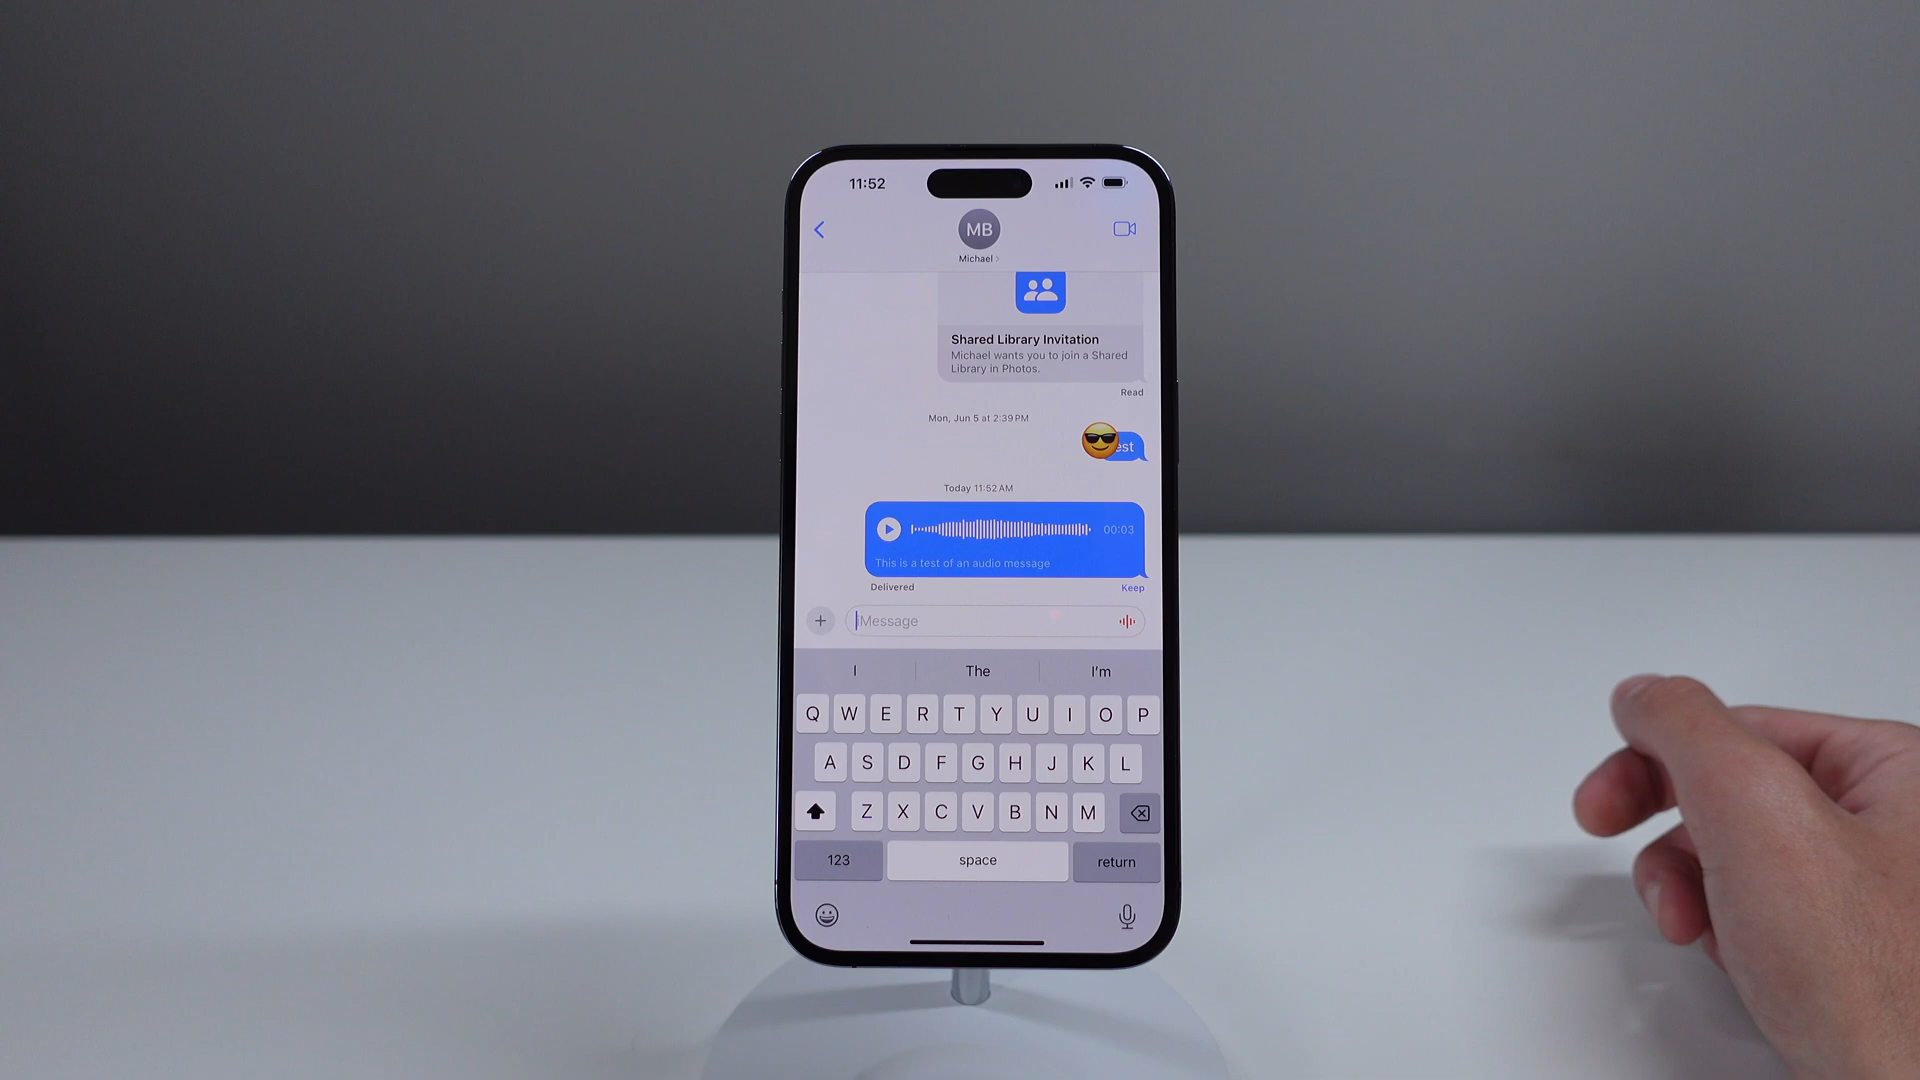 11:52
MB
Michael
Shared Library Invitation
Michael wants you to join a Shared
Library in Photos.
Read
Mon, Jun 5 at 2:39 PM
est
Today 11:52 AM
00:03
This is a test of an audio message
Delivered
Keep
iMessage
I
The
I'm
Q W E R T Y U I O P
A S D F G H J K L
Z X C V B N M
123
space
return